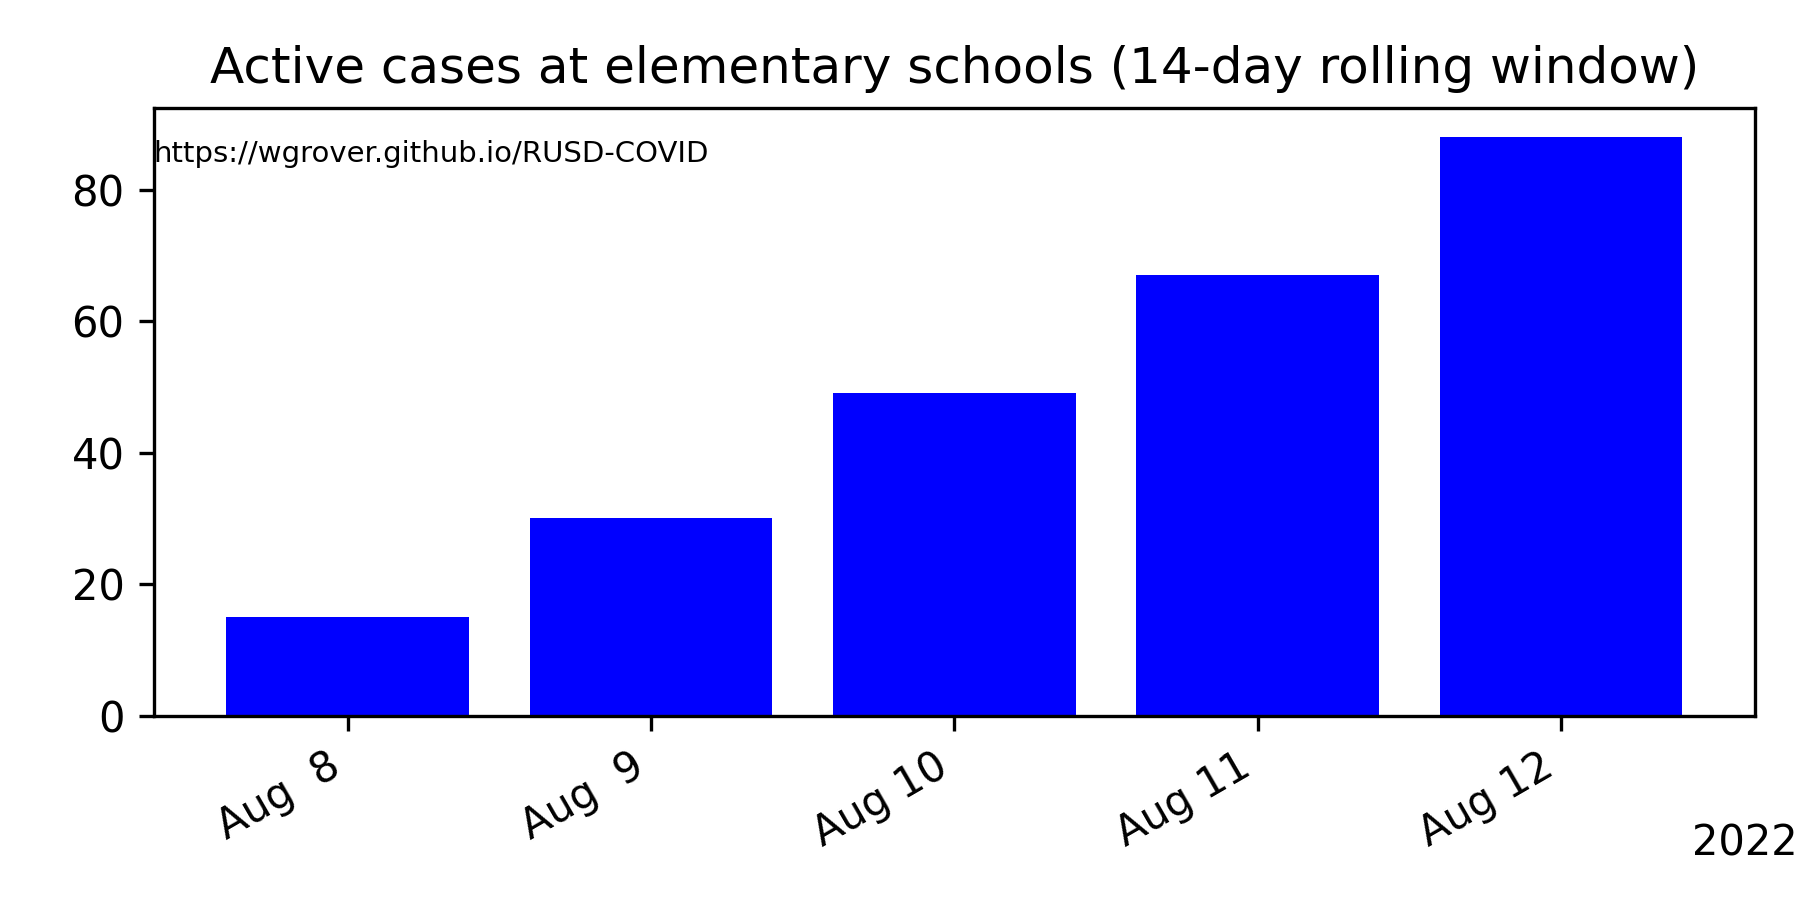 Active cases at elementary schools (14-day rolling window)
https://wgrover.github.io/RUSD-COVID
80
60
40
20
0
Aug 8
Aug 9
Aug 10
Aug 11
Aug 12
2022